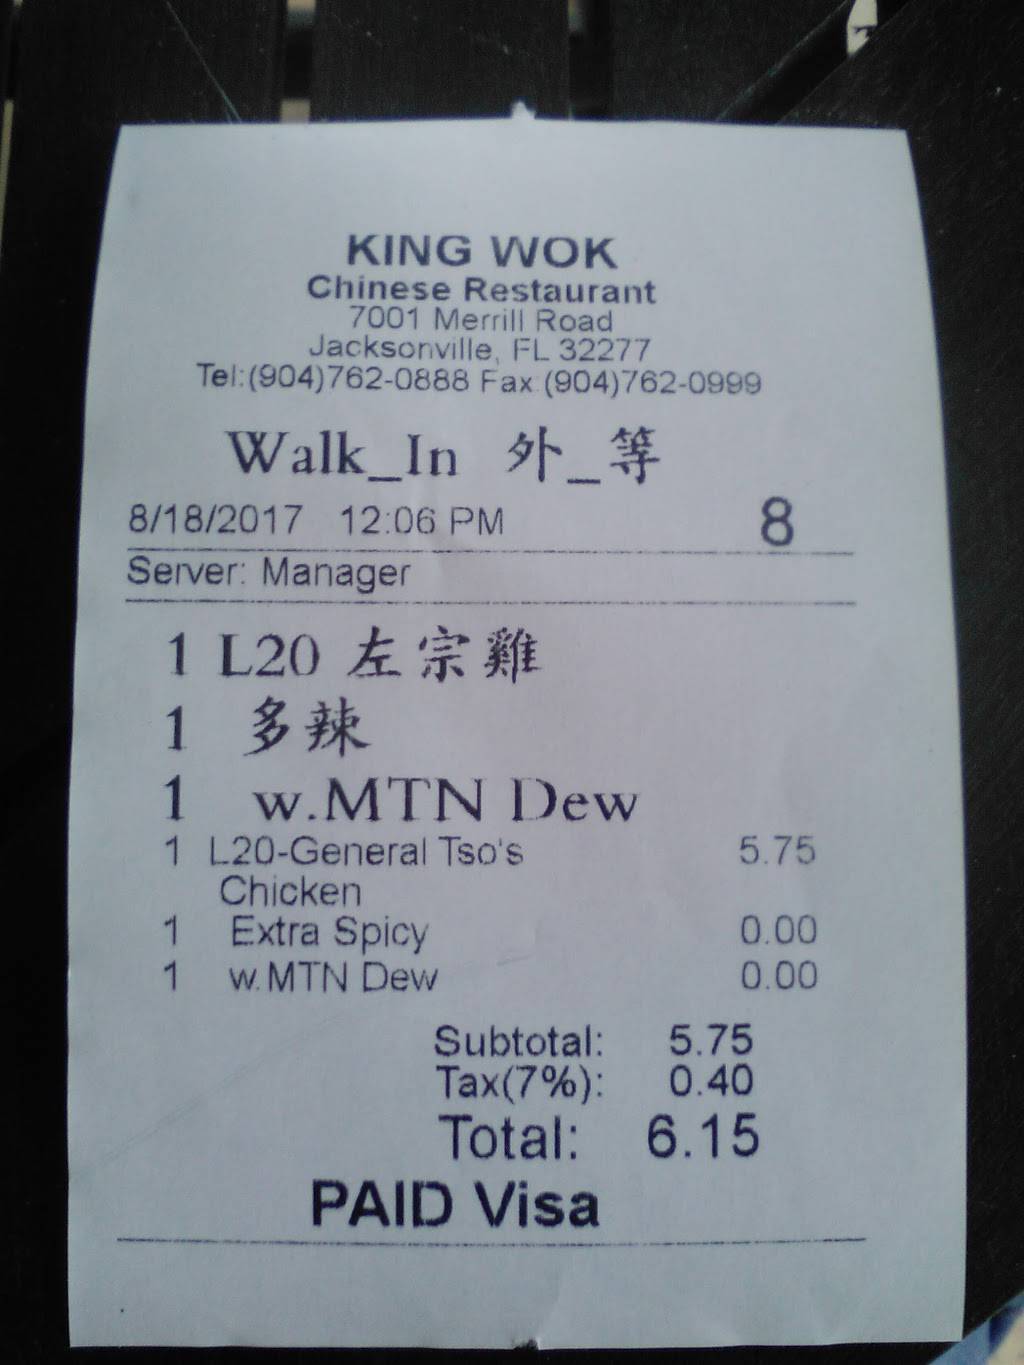 KING WOK
Chinese Restaurant
7001 Merrill Road
Jacksonville, FL 32277
Tel:(904)762-0888 Fax:(904)762-0999
Walk_In 外_等
8/18/2017 12:06 PM 8
Server: Manager
1 L20 左宗雞
1 多辣
1 w.MTN Dew
1 L20-General Tso's 5.75
Chicken
1 Extra Spicy 0.00
1 w.MTN Dew 0.00
Subtotal: 5.75
Tax(7%): 0.40
Total: 6.15
PAID Visa